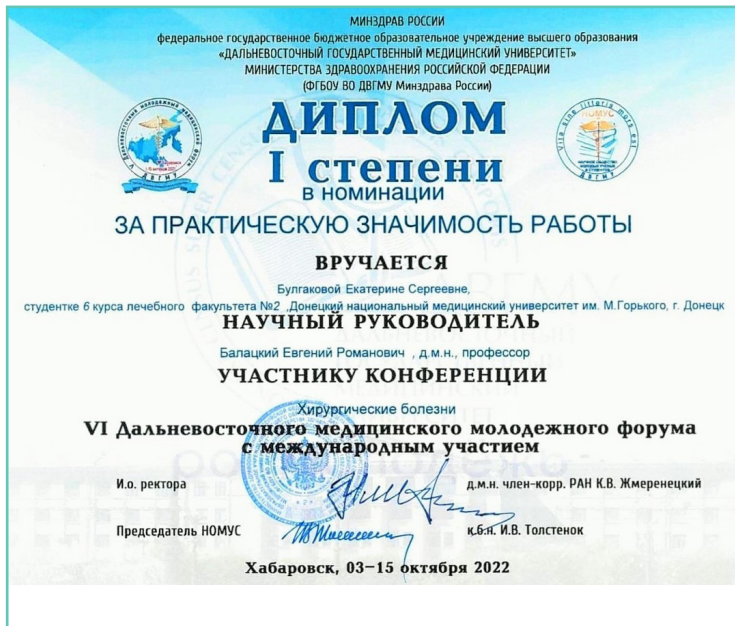 МИНЗДРАВ РОССИИ
федеральное государственное бюджетное образовательное учреждение высшего образования
«ДАЛЬНЕВОСТОЧНЫЙ ГОСУДАРСТВЕННЫЙ МЕДИЦИНСКИЙ УНИВЕРСИТЕТ»
МИНИСТЕРСТВА ЗДРАВООХРАНЕНИЯ РОССИЙСКОЙ ФЕДЕРАЦИИ
(ФГБОУ ВО ДВГМУ Минздрава России)
ДИПЛОМ
I степени
в номинации
ЗА ПРАКТИЧЕСКУЮ ЗНАЧИМОСТЬ РАБОТЫ
ВРУЧАЕТСЯ
Булгаковой Екатерине Сергеевне,
студентке 6 курса лечебного факультета №2 ,Донецкий национальный медицинский университет им. М.Горького, г. Донецк
НАУЧНЫЙ РУКОВОДИТЕЛЬ
Балацкий Евгений Романович , д.м.н., профессор
УЧАСТНИКУ КОНФЕРЕНЦИИ
Хирургические болезни
VI Дальневосточного медицинского молодежного форума
с международным участием
И.о. ректора
д.м.н. член-корр. РАН К.В. Жмеренецкий
Председатель НОМУС
к.б.н. И.В. Толстенок
Хабаровск, 03–15 октября 2022